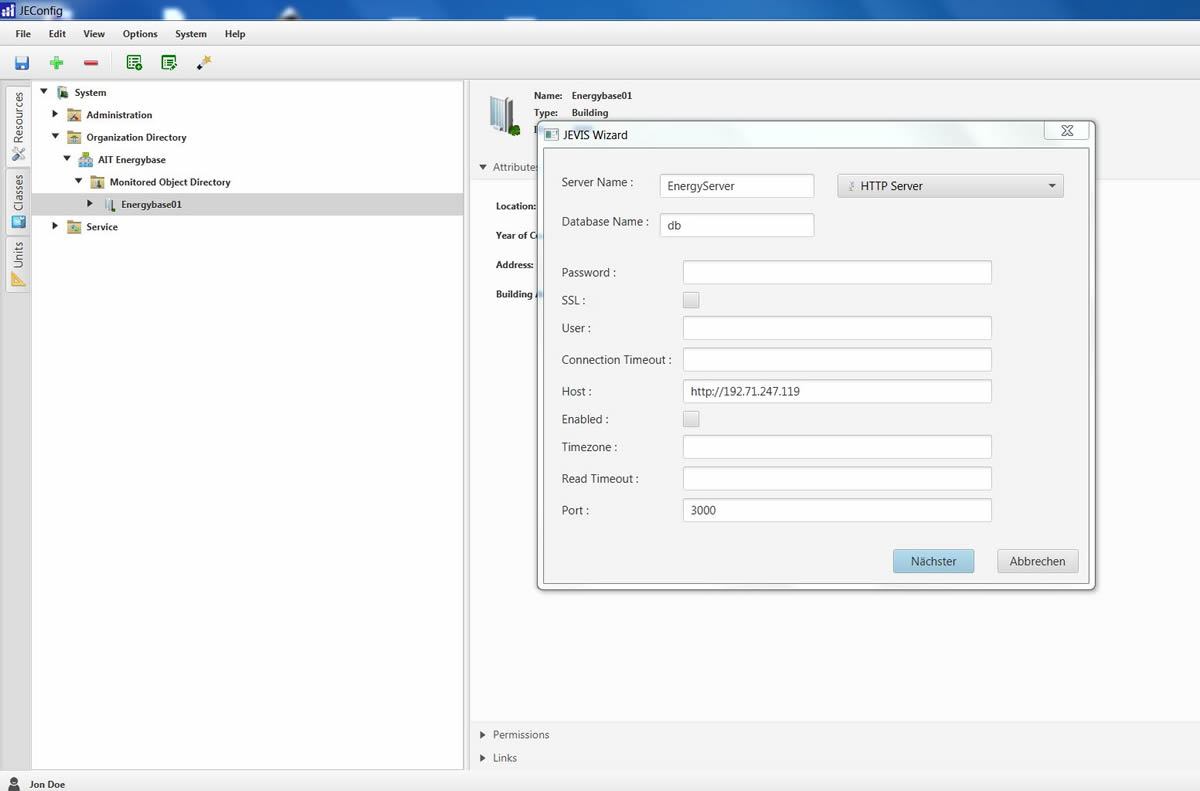 JEConfig
File Edit View Options System Help
Resources
Classes
Units
System
Administration
Organization Directory
AIT Energybase
Monitored Object Directory
Energybase01
Service
Name: Energybase01
Type: Building
Attributes
Location:
Year of C
Address:
Building
JEVIS Wizard
Server Name : EnergyServer HTTP Server
Database Name : db
Password :
SSL :
User :
Connection Timeout :
Host : http://192.71.247.119
Enabled :
Timezone :
Read Timeout :
Port : 3000
Nächster Abbrechen
Permissions
Links
Jon Doe